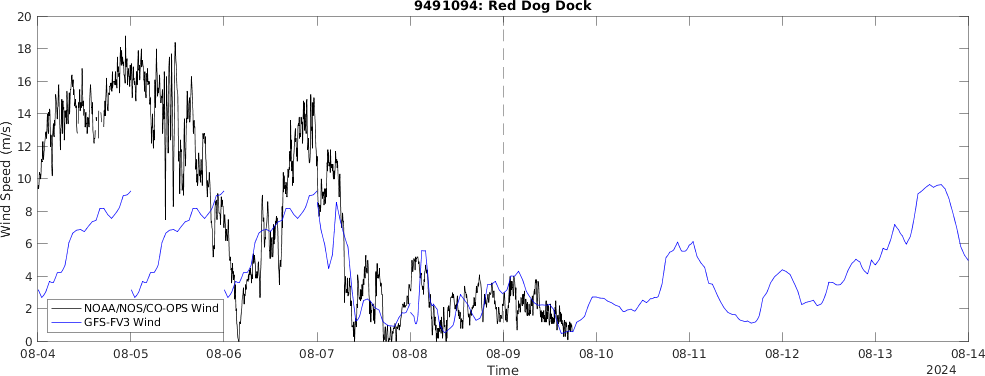 9491094: Red Dog Dock
Wind Speed (m/s)
20
18
16
14
12
10
8
6
4
2
0
NOAA/NOS/CO-OPS Wind
GFS-FV3 Wind
08-04 08-05 08-06 08-07 08-08 08-09 08-10 08-11 08-12 08-13 08-14
Time 2024